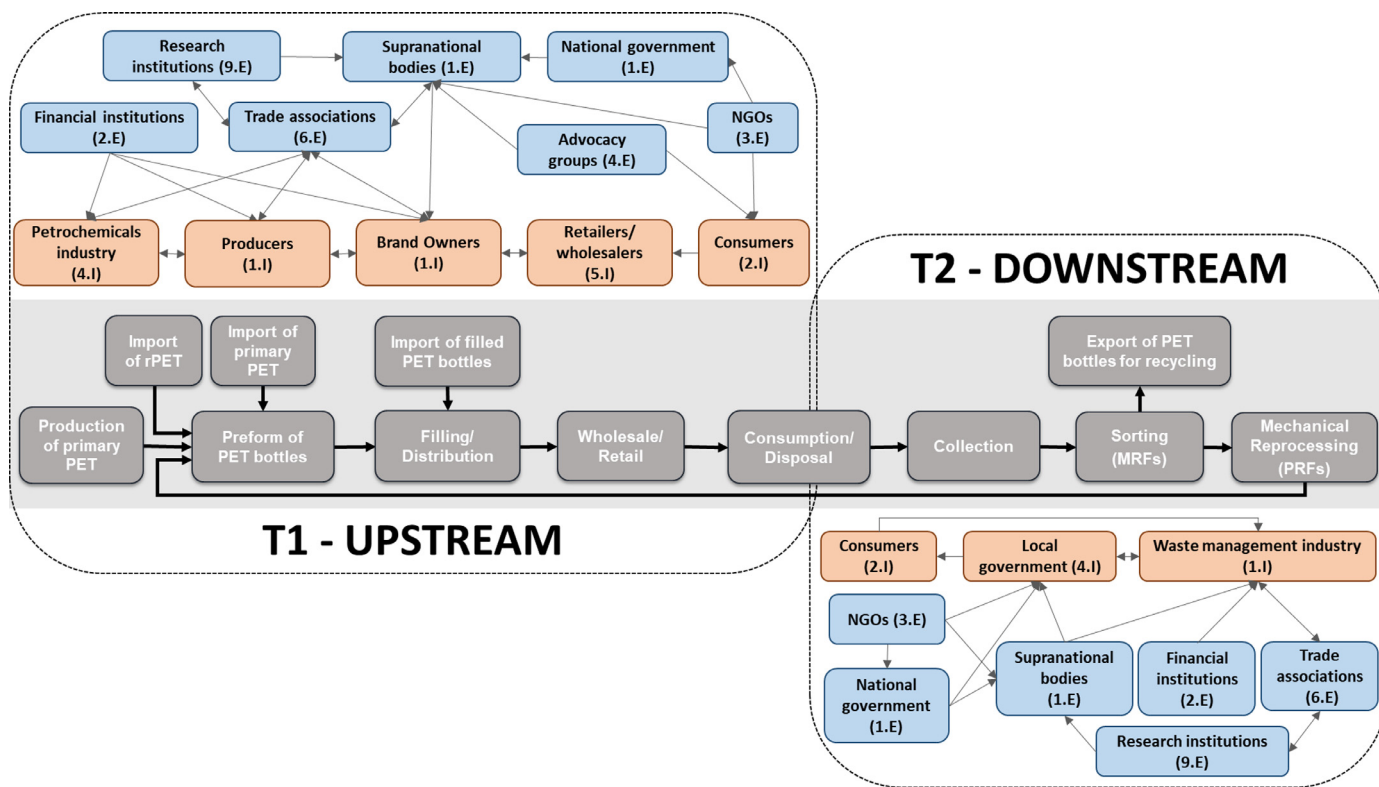 Research
institutions (9.E)
Supranational
bodies (1.E)
National government
(1.E)
Financial institutions
(2.E)
Trade associations
(6.E)
Advocacy
groups (4.E)
NGOs
(3.E)
Petrochemicals
industry
(4.I)
Producers
(1.I)
Brand Owners
(1.I)
Retailers/
wholesalers
(5.I)
Consumers
(2.I)
T2 - DOWNSTREAM
Import
of rPET
Import of
primary
PET
Import of filled
PET bottles
Export of PET
bottles for recycling
Production
of primary
PET
Preform of
PET bottles
Filling/
Distribution
Wholesale/
Retail
Consumption/
Disposal
Collection
Sorting
(MRFs)
Mechanical
Reprocessing
(PRFs)
T1 - UPSTREAM
Consumers
(2.I)
Local
government (4.I)
Waste management industry
(1.I)
NGOs (3.E)
National
government
(1.E)
Supranational
bodies
(1.E)
Financial
institutions
(2.E)
Trade
associations
(6.E)
Research institutions
(9.E)